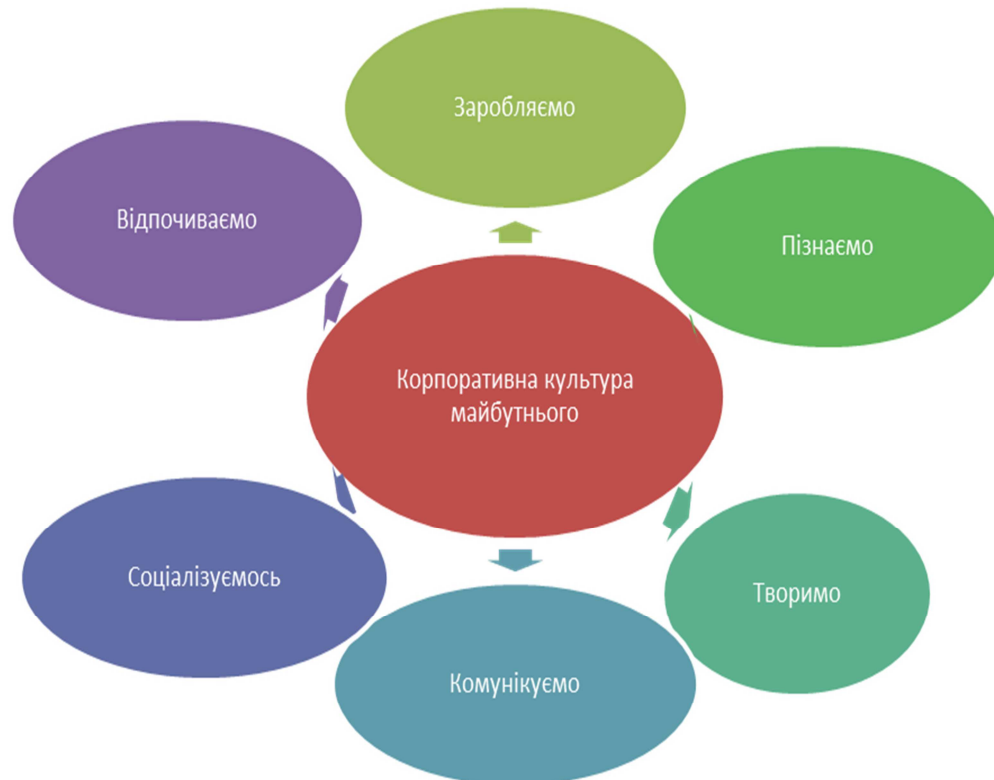 Заробляємо
Відпочиваємо
Пізнаємо
Корпоративна культура
майбутнього
Соціалізуємось
Творимо
Комунікуємо